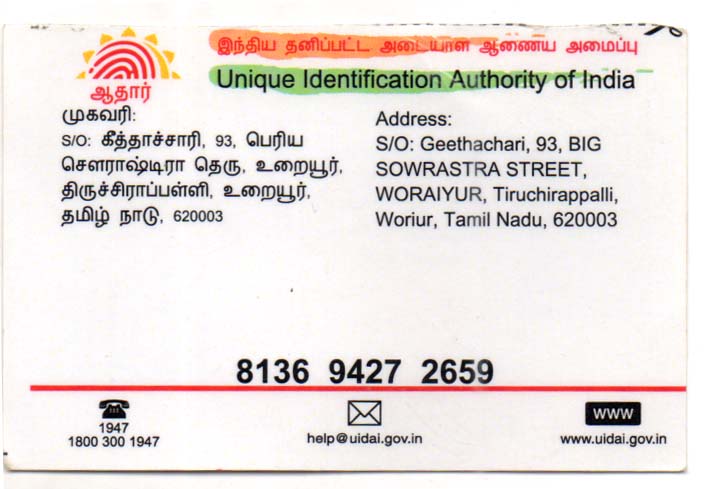 இந்திய தனிப்பட்ட அடையாள ஆணைய அமைப்பு
Unique Identification Authority of India
ஆதார்
முகவரி:
S/O: கீத்தாச்சாரி, 93, பெரிய
சௌராஷ்டிரா தெரு, உறையூர்,
திருச்சிராப்பள்ளி, உறையூர்,
தமிழ் நாடு, 620003
Address:
S/O: Geethachari, 93, BIG
SOWRASTRA STREET,
WORAIYUR, Tiruchirappalli,
Woriur, Tamil Nadu, 620003
8136 9427 2659
1947
1800 300 1947
help@uidai.gov.in
WWW
www.uidai.gov.in